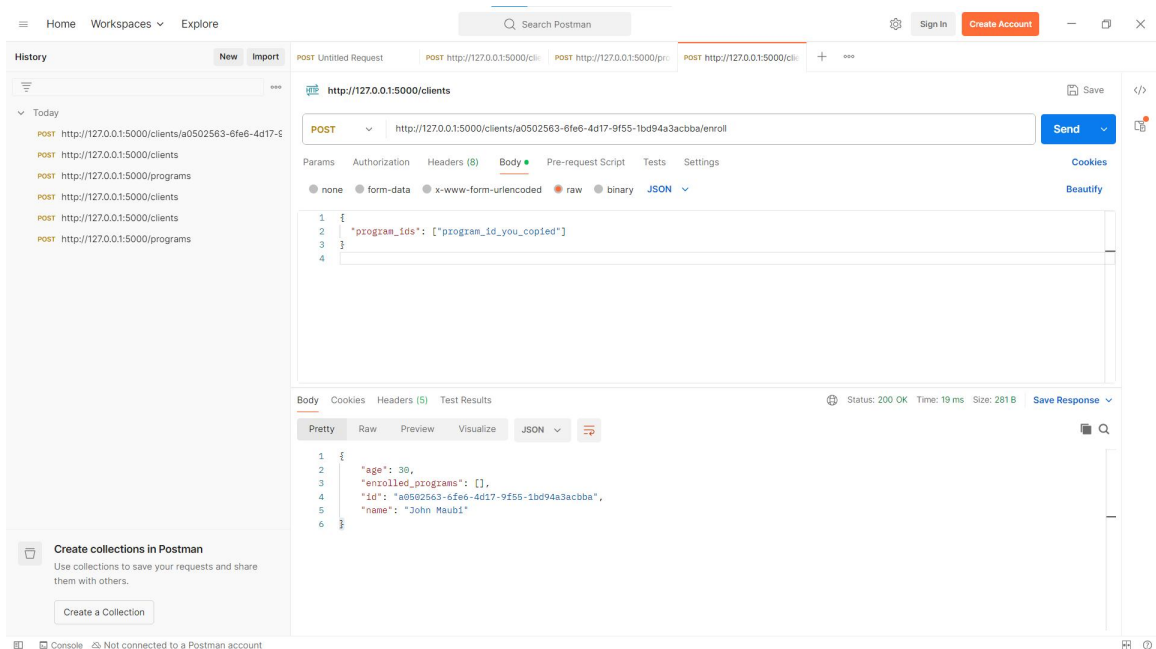 Home Workspaces Explore Search Postman Sign In Create Account
History New Import
POST Untitled Request POST http://127.0.0.1:5000/clie POST http://127.0.0.1:5000/pro POST http://127.0.0.1:5000/clie
HTTP http://127.0.0.1:5000/clients Save
Today
POST http://127.0.0.1:5000/clients/a0502563-6fe6-4d17-9
POST http://127.0.0.1:5000/clients
POST http://127.0.0.1:5000/programs
POST http://127.0.0.1:5000/clients
POST http://127.0.0.1:5000/clients
POST http://127.0.0.1:5000/programs
POST http://127.0.0.1:5000/clients/a0502563-6fe6-4d17-9f55-1bd94a3acbba/enroll Send
Params Authorization Headers (8) Body Pre-request Script Tests Settings Cookies
none form-data x-www-form-urlencoded raw binary JSON Beautify
1 {
2 "program_ids": ["program_id_you_copied"]
3 }
4
Body Cookies Headers (5) Test Results Status: 200 OK Time: 19 ms Size: 281 B Save Response
Pretty Raw Preview Visualize JSON
1 {
2 "age": 30,
3 "enrolled_programs": [],
4 "id": "a0502563-6fe6-4d17-9f55-1bd94a3acbba",
5 "name": "John Maubi"
6 }
Create collections in Postman
Use collections to save your requests and share
them with others.
Create a Collection
Console Not connected to a Postman account